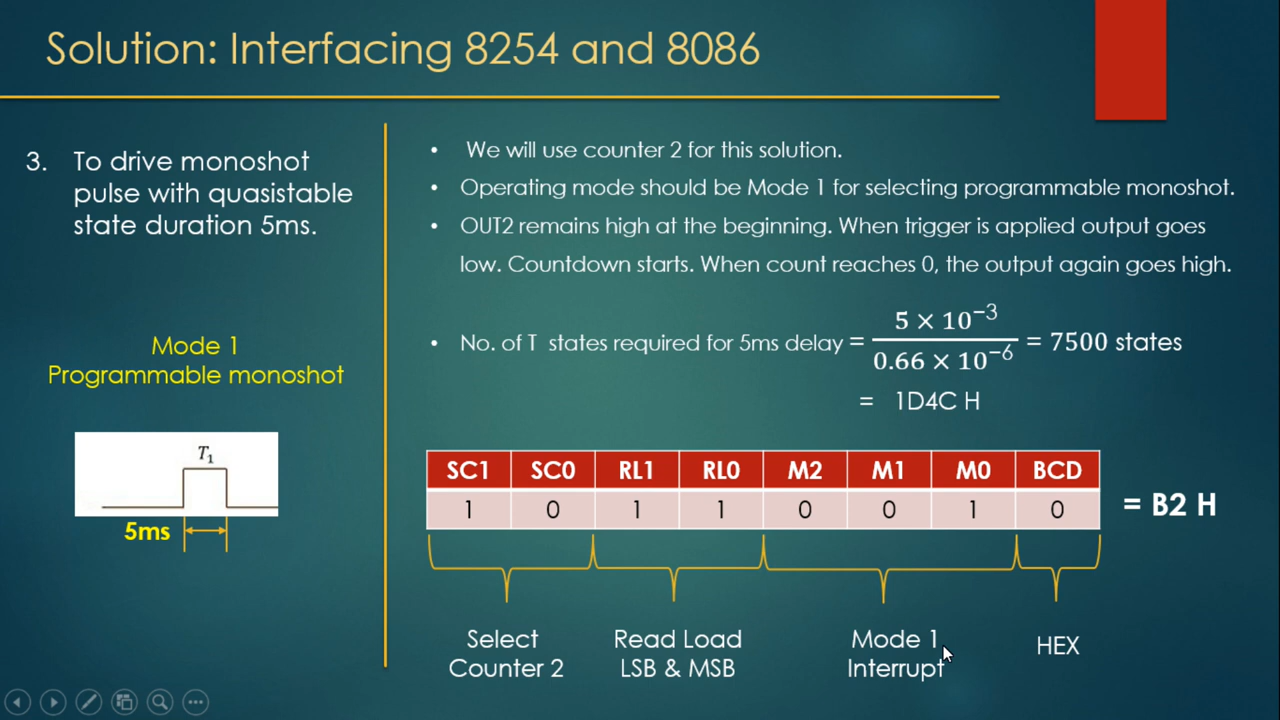 Solution: Interfacing 8254 and 8086
3. To drive monoshot
pulse with quasistable
state duration 5ms.
Mode 1
Programmable monoshot
T₁
5ms
• We will use counter 2 for this solution.
• Operating mode should be Mode 1 for selecting programmable monoshot.
• OUT2 remains high at the beginning. When trigger is applied output goes
low. Countdown starts. When count reaches 0, the output again goes high.
• No. of T states required for 5ms delay = 5 × 10⁻³ / 0.66 × 10⁻⁶ = 7500 states
= 1D4C H
SC1 SC0 RL1 RL0 M2 M1 M0 BCD
1 0 1 1 0 0 1 0 = B2 H
Select
Counter 2
Read Load
LSB & MSB
Mode 1
Interrupt
HEX